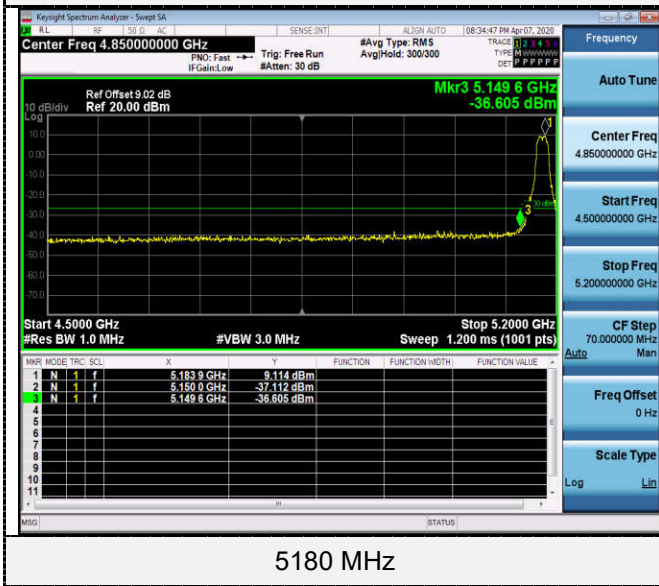 Keysight Spectrum Analyzer - Swept SA
RL RF 50 Ω AC SENSE:INT ALIGN AUTO 08:34:47 PM Apr 07, 2020
Center Freq 4.850000000 GHz
PNO: Fast
IFGain:Low
Trig: Free Run
#Atten: 30 dB
#Avg Type: RMS
Avg|Hold: 300/300
TRACE 1 2 3 4 5 6
TYPE M W W W W W
DET P P P P P P
Frequency
Auto Tune
Center Freq
4.850000000 GHz
Start Freq
4.500000000 GHz
Stop Freq
5.200000000 GHz
CF Step
70.000000 MHz
Auto Man
Freq Offset
0 Hz
Scale Type
Log Lin
Mkr3 5.149 6 GHz
-36.605 dBm
Ref Offset 9.02 dB
10 dB/div Ref 20.00 dBm
Log
10.0
0.00
-10.0
-20.0
-30.0
-40.0
-50.0
-60.0
-70.0
1
3
Start 4.5000 GHz Stop 5.2000 GHz
#Res BW 1.0 MHz #VBW 3.0 MHz Sweep 1.200 ms (1001 pts)
MKR MODE TRC SCL X Y FUNCTION FUNCTION WIDTH FUNCTION VALUE
1 N 1 f 5.183 9 GHz 9.114 dBm
2 N 1 f 5.150 0 GHz -37.112 dBm
3 N 1 f 5.149 6 GHz -36.605 dBm
4
5
6
7
8
9
10
11
MSG STATUS
5180 MHz